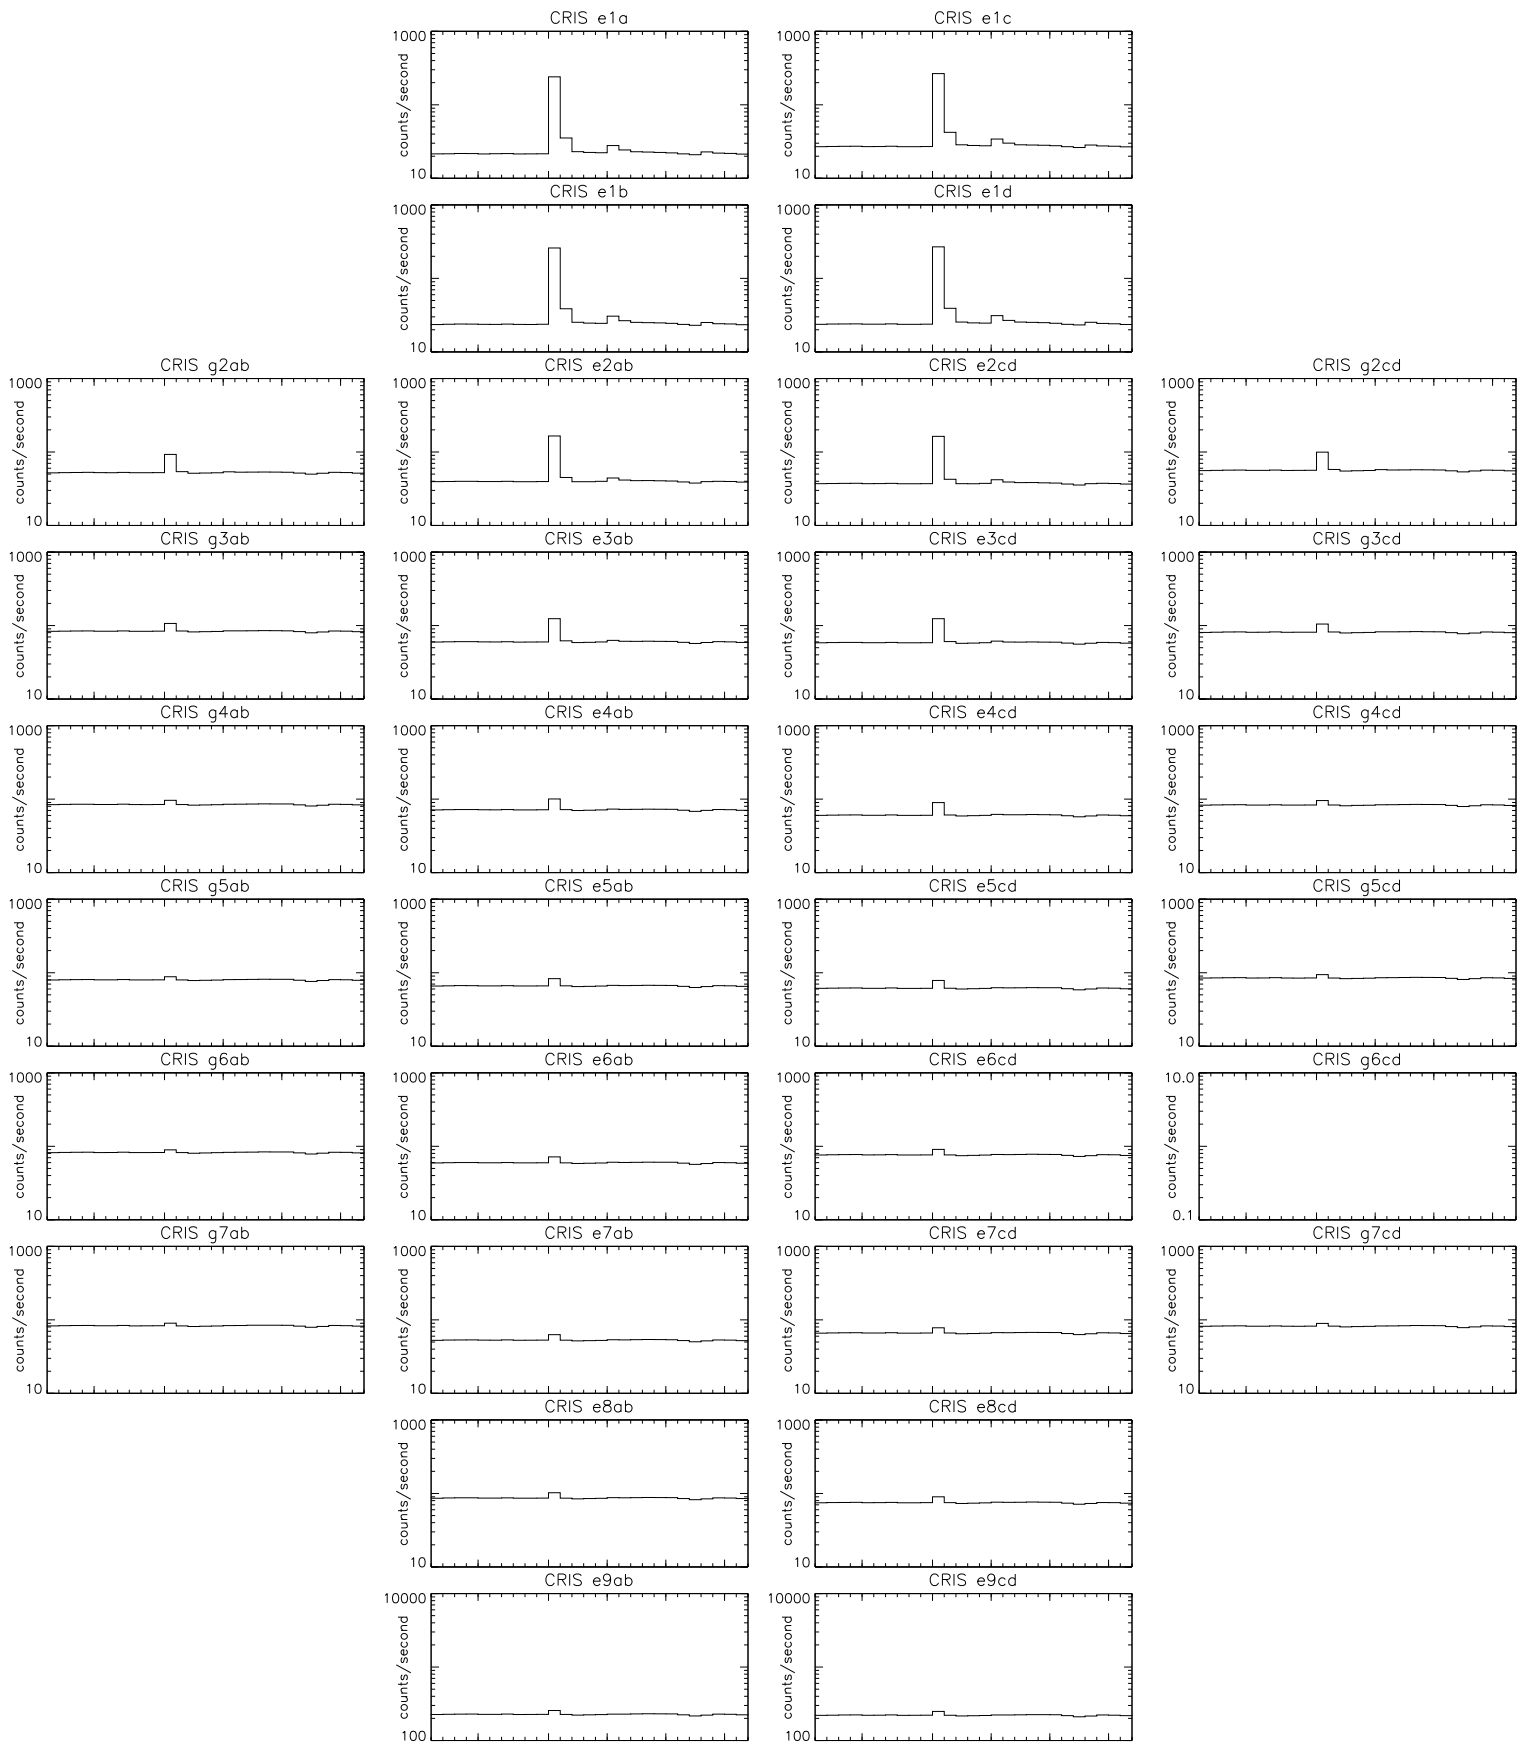 CRIS e1a
1000
counts/second
10
CRIS e1c
1000
counts/second
10
CRIS e1b
1000
counts/second
10
CRIS e1d
1000
counts/second
10
CRIS g2ab
1000
counts/second
10
CRIS e2ab
1000
counts/second
10
CRIS e2cd
1000
counts/second
10
CRIS g2cd
1000
counts/second
10
CRIS g3ab
1000
counts/second
10
CRIS e3ab
1000
counts/second
10
CRIS e3cd
1000
counts/second
10
CRIS g3cd
1000
counts/second
10
CRIS g4ab
1000
counts/second
10
CRIS e4ab
1000
counts/second
10
CRIS e4cd
1000
counts/second
10
CRIS g4cd
1000
counts/second
10
CRIS g5ab
1000
counts/second
10
CRIS e5ab
1000
counts/second
10
CRIS e5cd
1000
counts/second
10
CRIS g5cd
1000
counts/second
10
CRIS g6ab
1000
counts/second
10
CRIS e6ab
1000
counts/second
10
CRIS e6cd
1000
counts/second
10
CRIS g6cd
10.0
counts/second
0.1
CRIS g7ab
1000
counts/second
10
CRIS e7ab
1000
counts/second
10
CRIS e7cd
1000
counts/second
10
CRIS g7cd
1000
counts/second
10
CRIS e8ab
1000
counts/second
10
CRIS e8cd
1000
counts/second
10
CRIS e9ab
10000
counts/second
100
CRIS e9cd
10000
counts/second
100